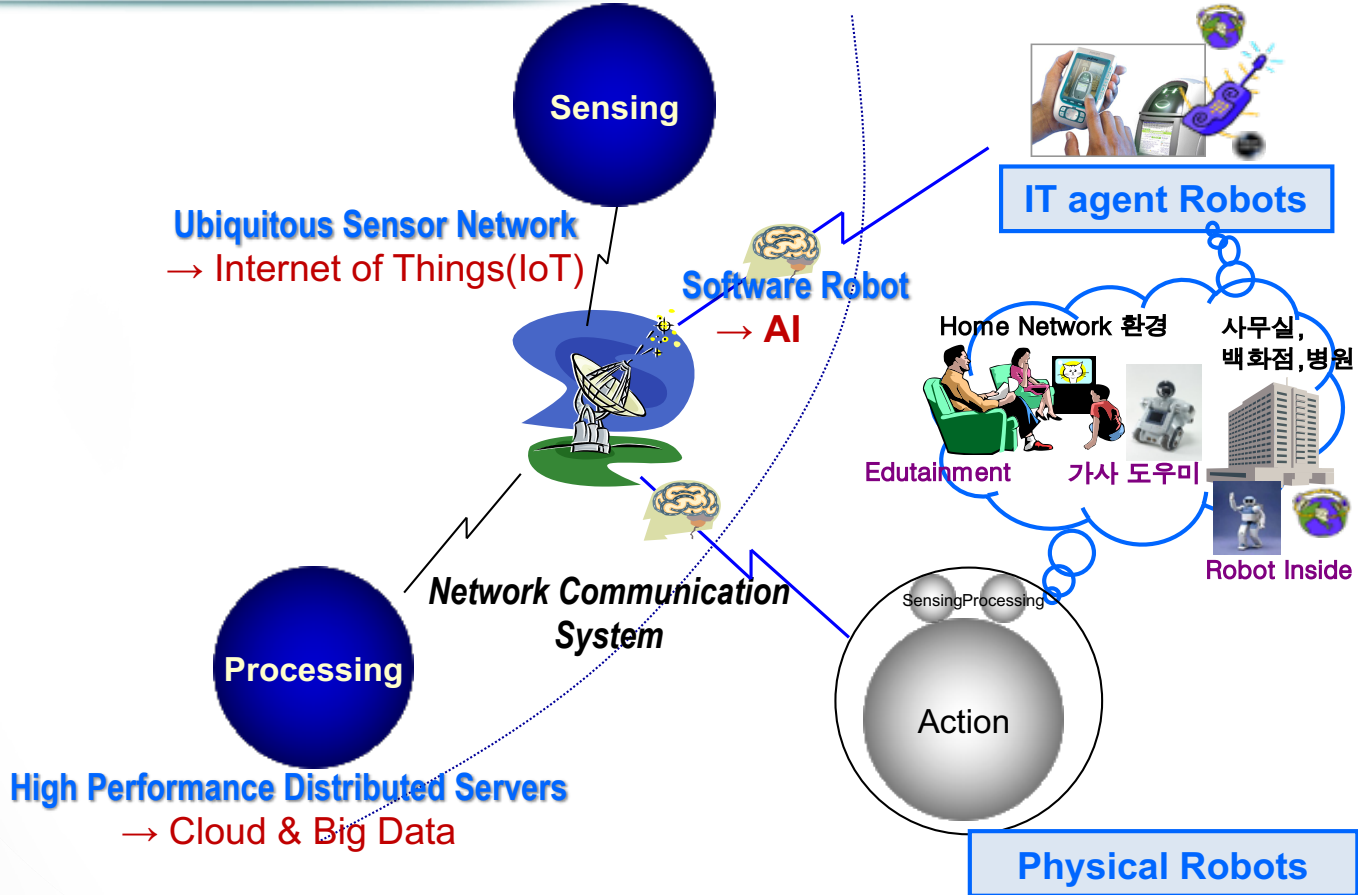 Sensing
Ubiquitous Sensor Network
→ Internet of Things(IoT)
Software Robot
→ AI
IT agent Robots
Home Network 환경
사무실,
백화점,병원
Edutainment
가사 도우미
Robot Inside
Network Communication
System
SensingProcessing
Action
Processing
High Performance Distributed Servers
→ Cloud & Big Data
Physical Robots